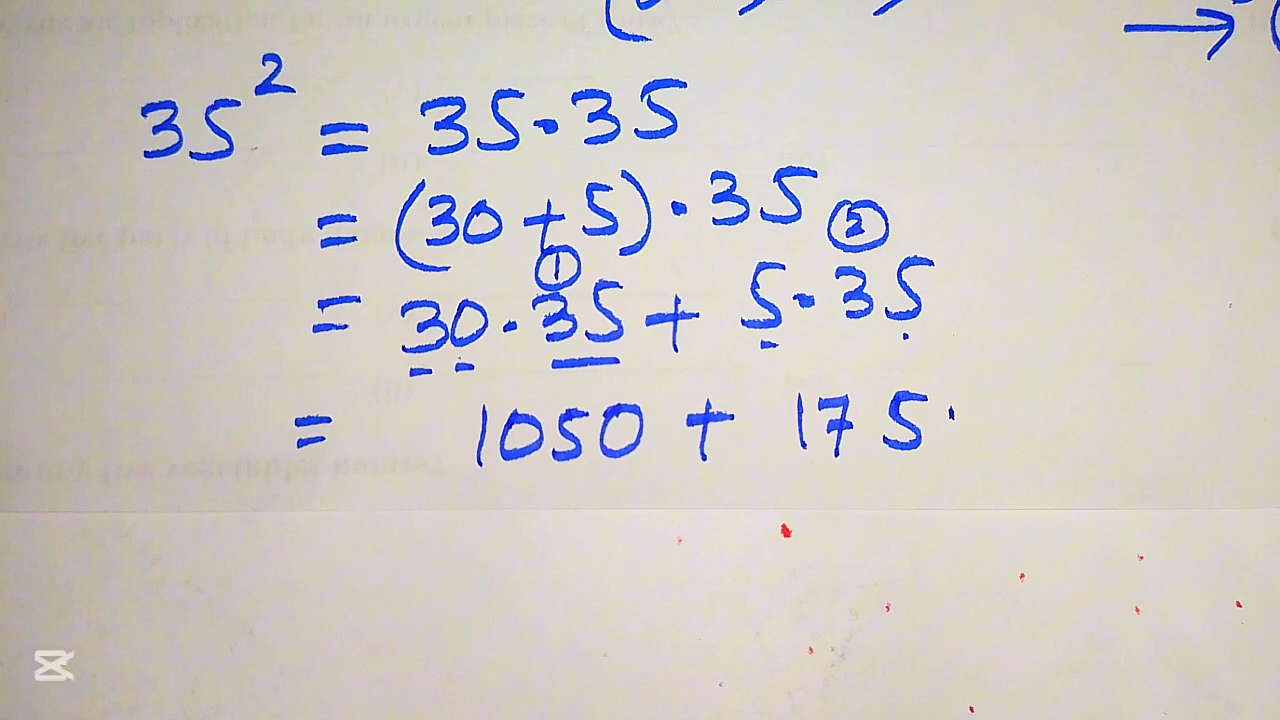 35² = 35·35
= (30 + 5)·35
① ②
= 30·35 + 5·35
= 1050 + 175